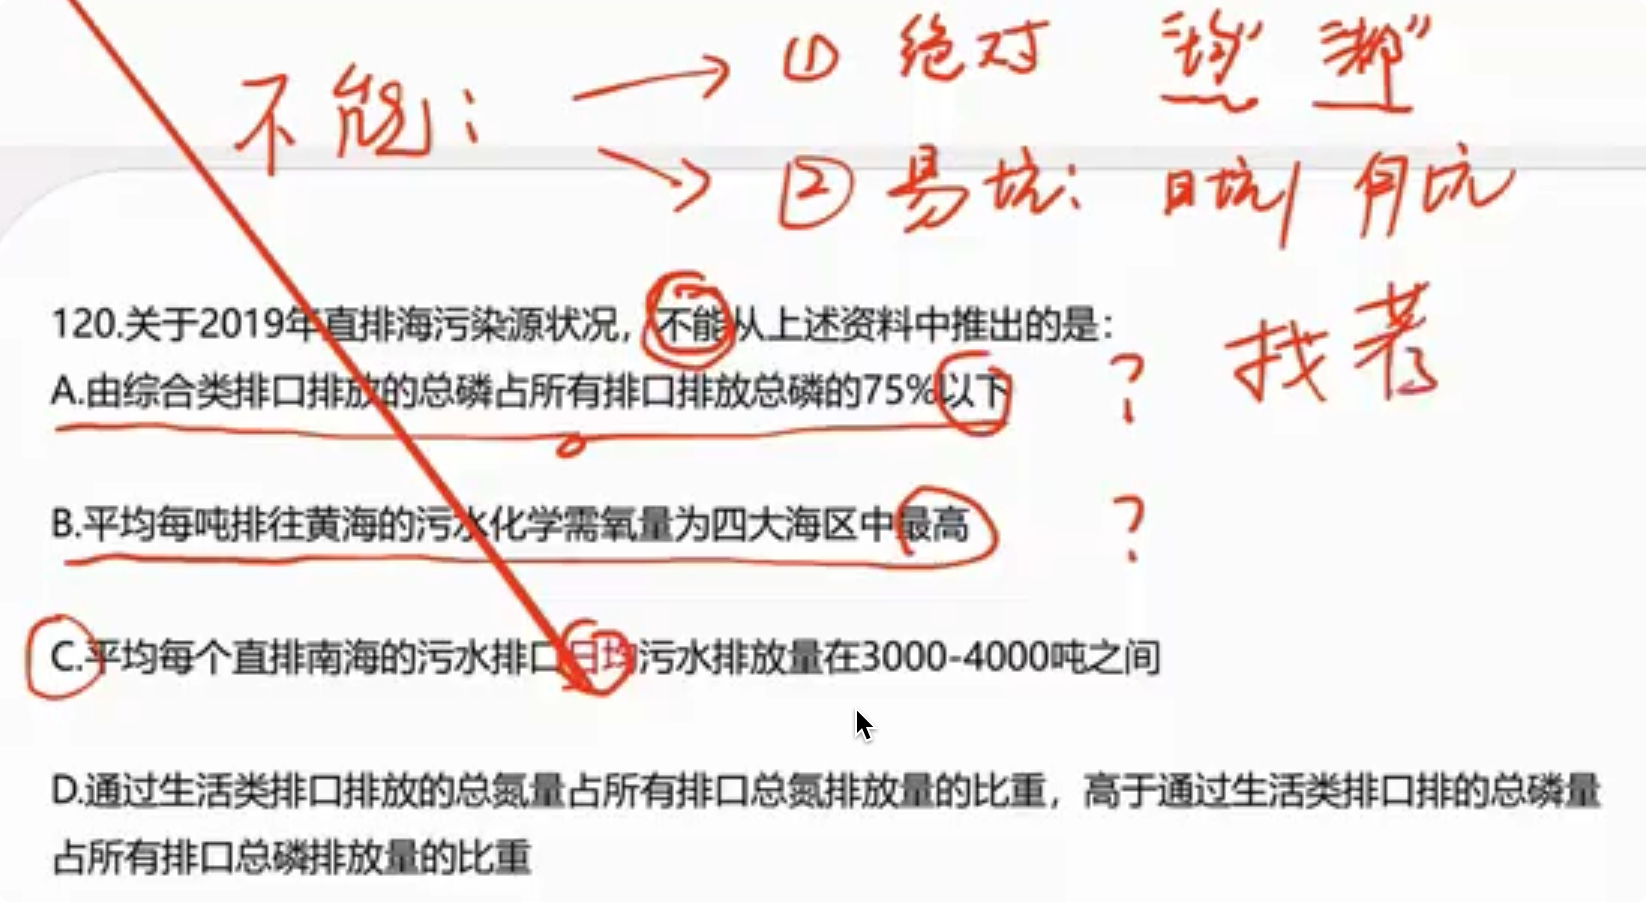 不能：
① 绝对 “均” “都”
② 易坑：日坑/月坑
120.关于2019年直排海污染源状况，不能从上述资料中推出的是：
找茬
A.由综合类排口排放的总磷占所有排口排放总磷的75%以下 ?
B.平均每吨排往黄海的污水化学需氧量为四大海区中最高 ?
C.平均每个直排南海的污水排口日均污水排放量在3000-4000吨之间
D.通过生活类排口排放的总氮量占所有排口总氮排放量的比重，高于通过生活类排口排的总磷量
占所有排口总磷排放量的比重